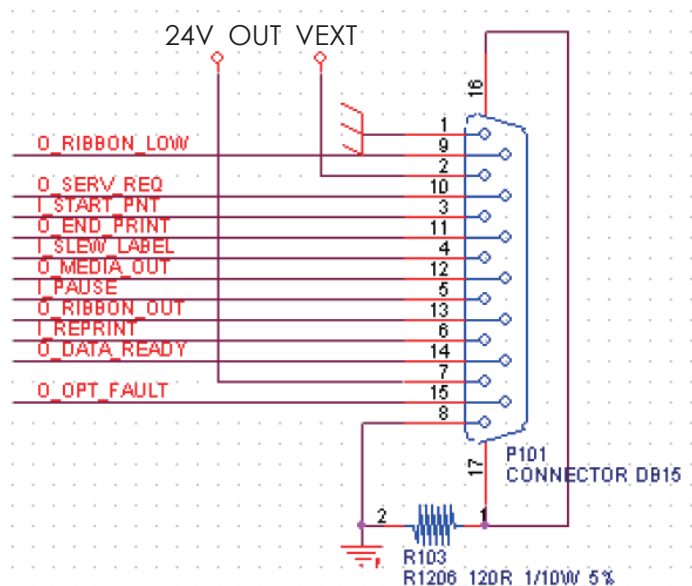 24V OUT VEXT
16
1
O_RIBBON_LOW
9
2
O_SERV_REQ
10
I_START_PNT
3
O_END_PRINT
11
I_SLEW_LABEL
4
O_MEDIA_OUT
12
I_PAUSE
5
O_RIBBON_OUT
13
I_REPRINT
6
O_DATA_READY
14
7
O_OPT_FAULT
15
8
17
P101
CONNECTOR DB15
2
1
R103
R1206 120R 1/10W 5%